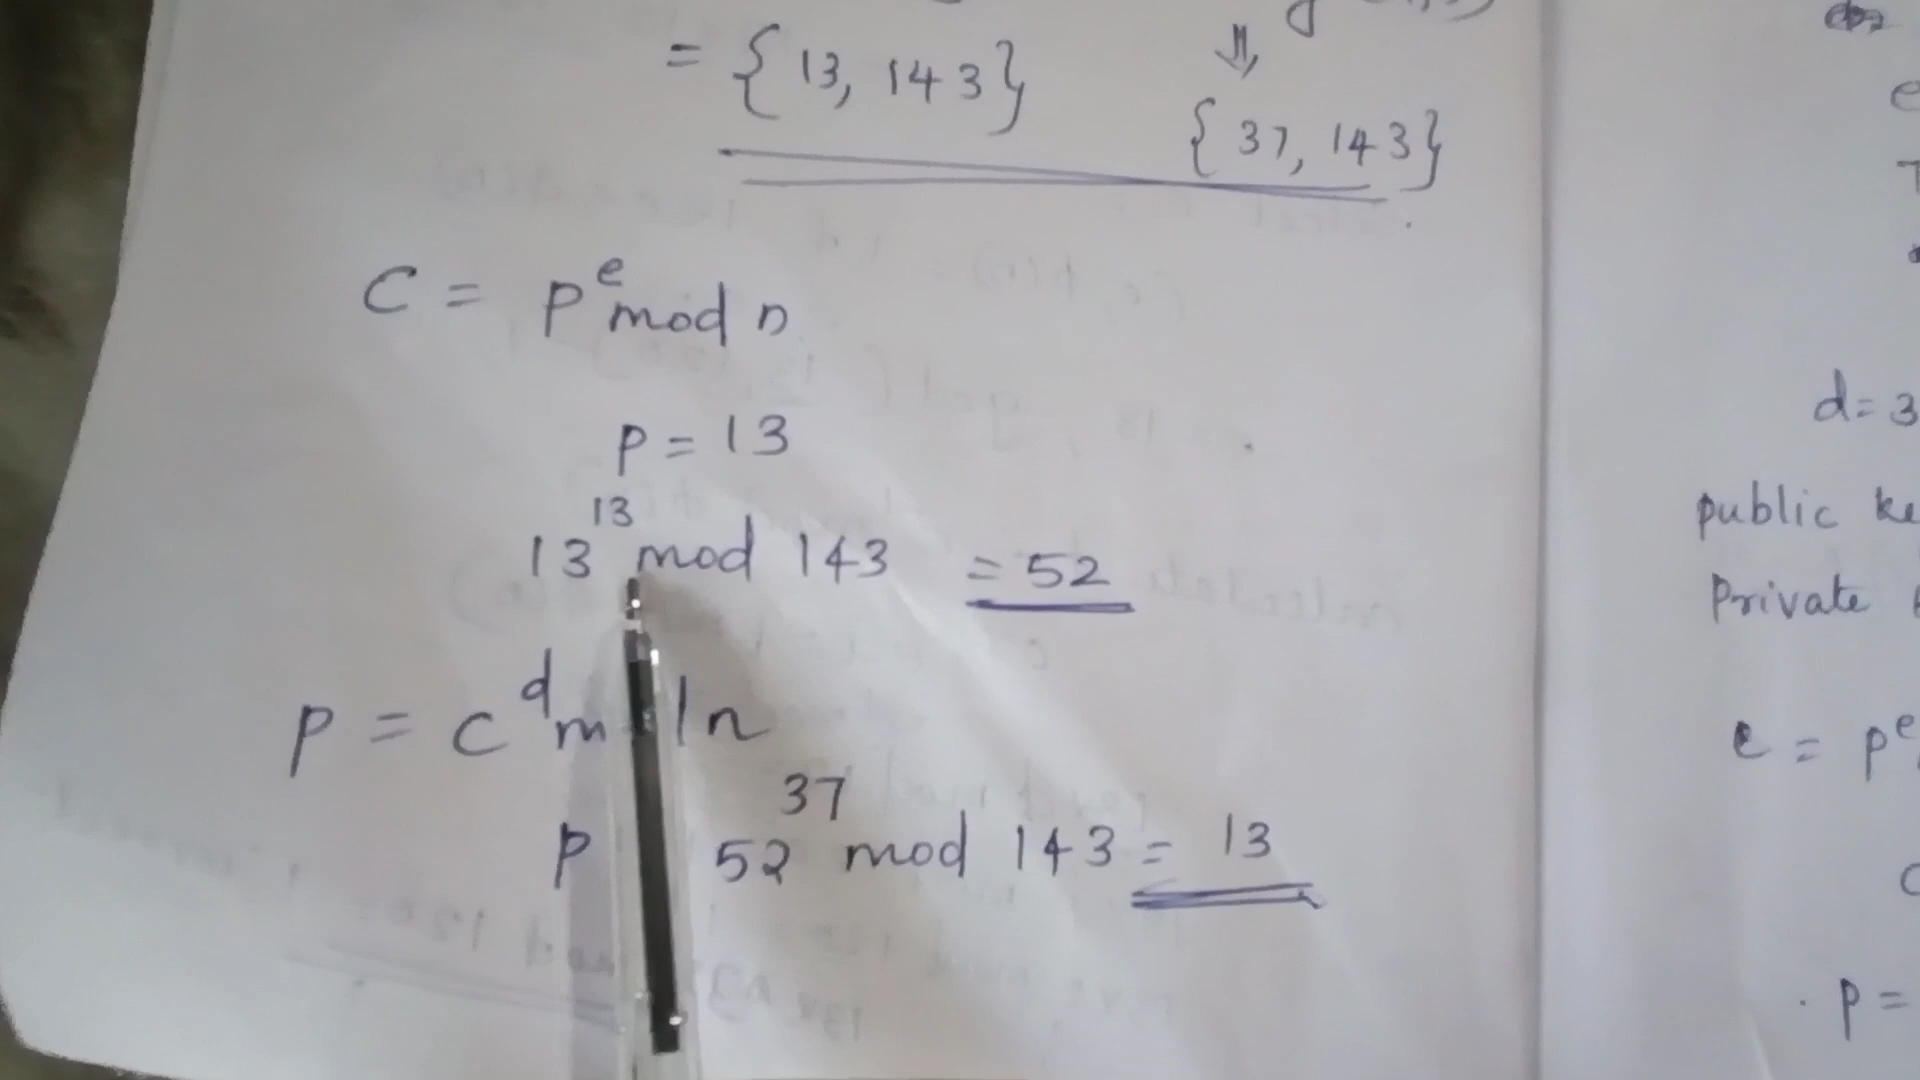 = {13, 143}
⇓
{37, 143}
C = p^e mod n
p = 13
13^13 mod 143 = 52
p = c^d m n
p 52^37 mod 143 = 13
d = 3
public
Private
c = p^e
p =